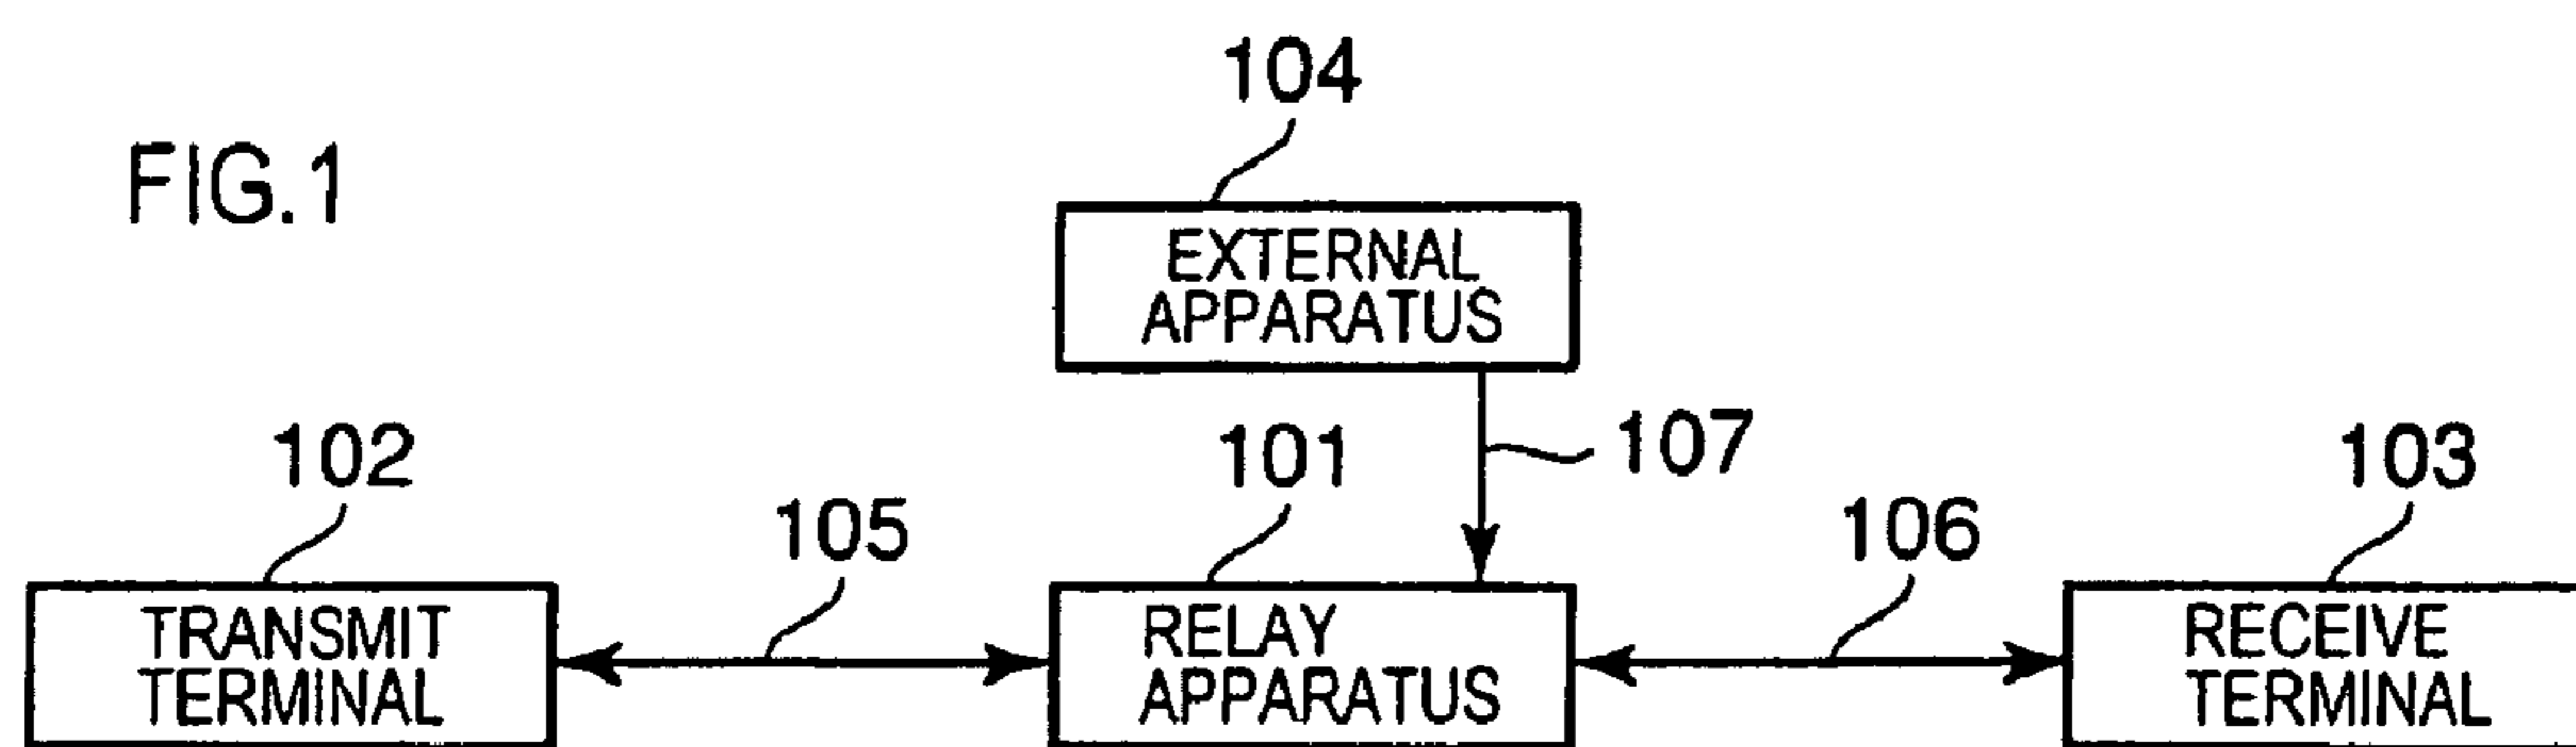 FIG.1
104
EXTERNAL
APPARATUS
107
102
105
101
106
103
TRANSMIT
TERMINAL
RELAY
APPARATUS
RECEIVE
TERMINAL